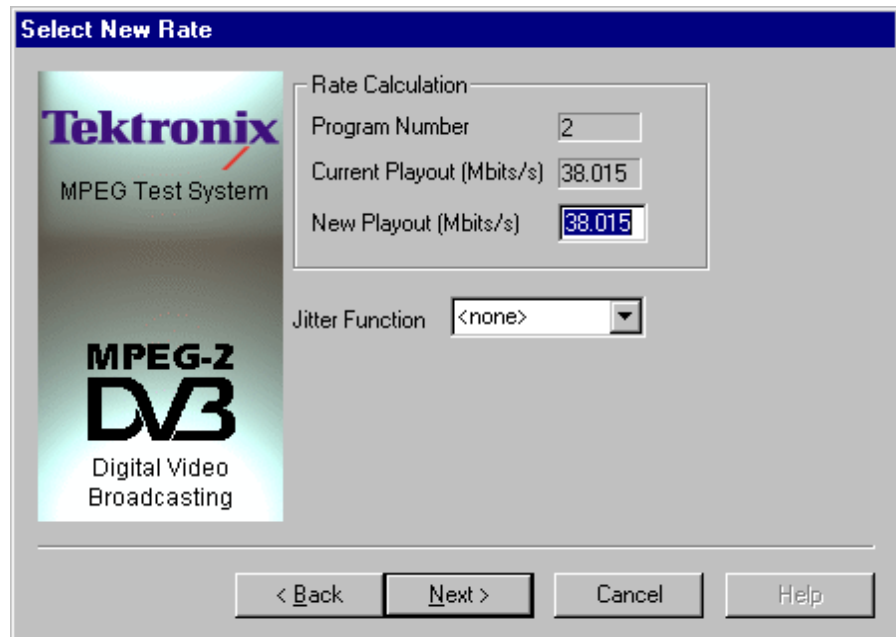 Select New Rate
Tektronix
MPEG Test System
MPEG-2
DVB
Digital Video
Broadcasting
Rate Calculation
Program Number 2
Current Playout (Mbits/s) 38.015
New Playout (Mbits/s) 38.015
Jitter Function <none>
< Back Next > Cancel Help